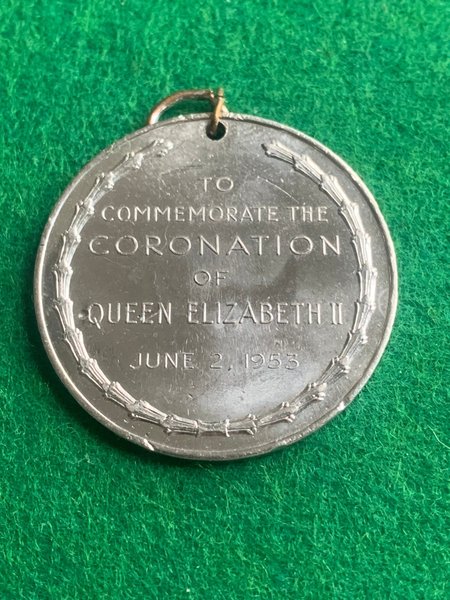 TO
COMMEMORATE THE
CORONATION
OF
QUEEN ELIZABETH II
JUNE 2, 1953